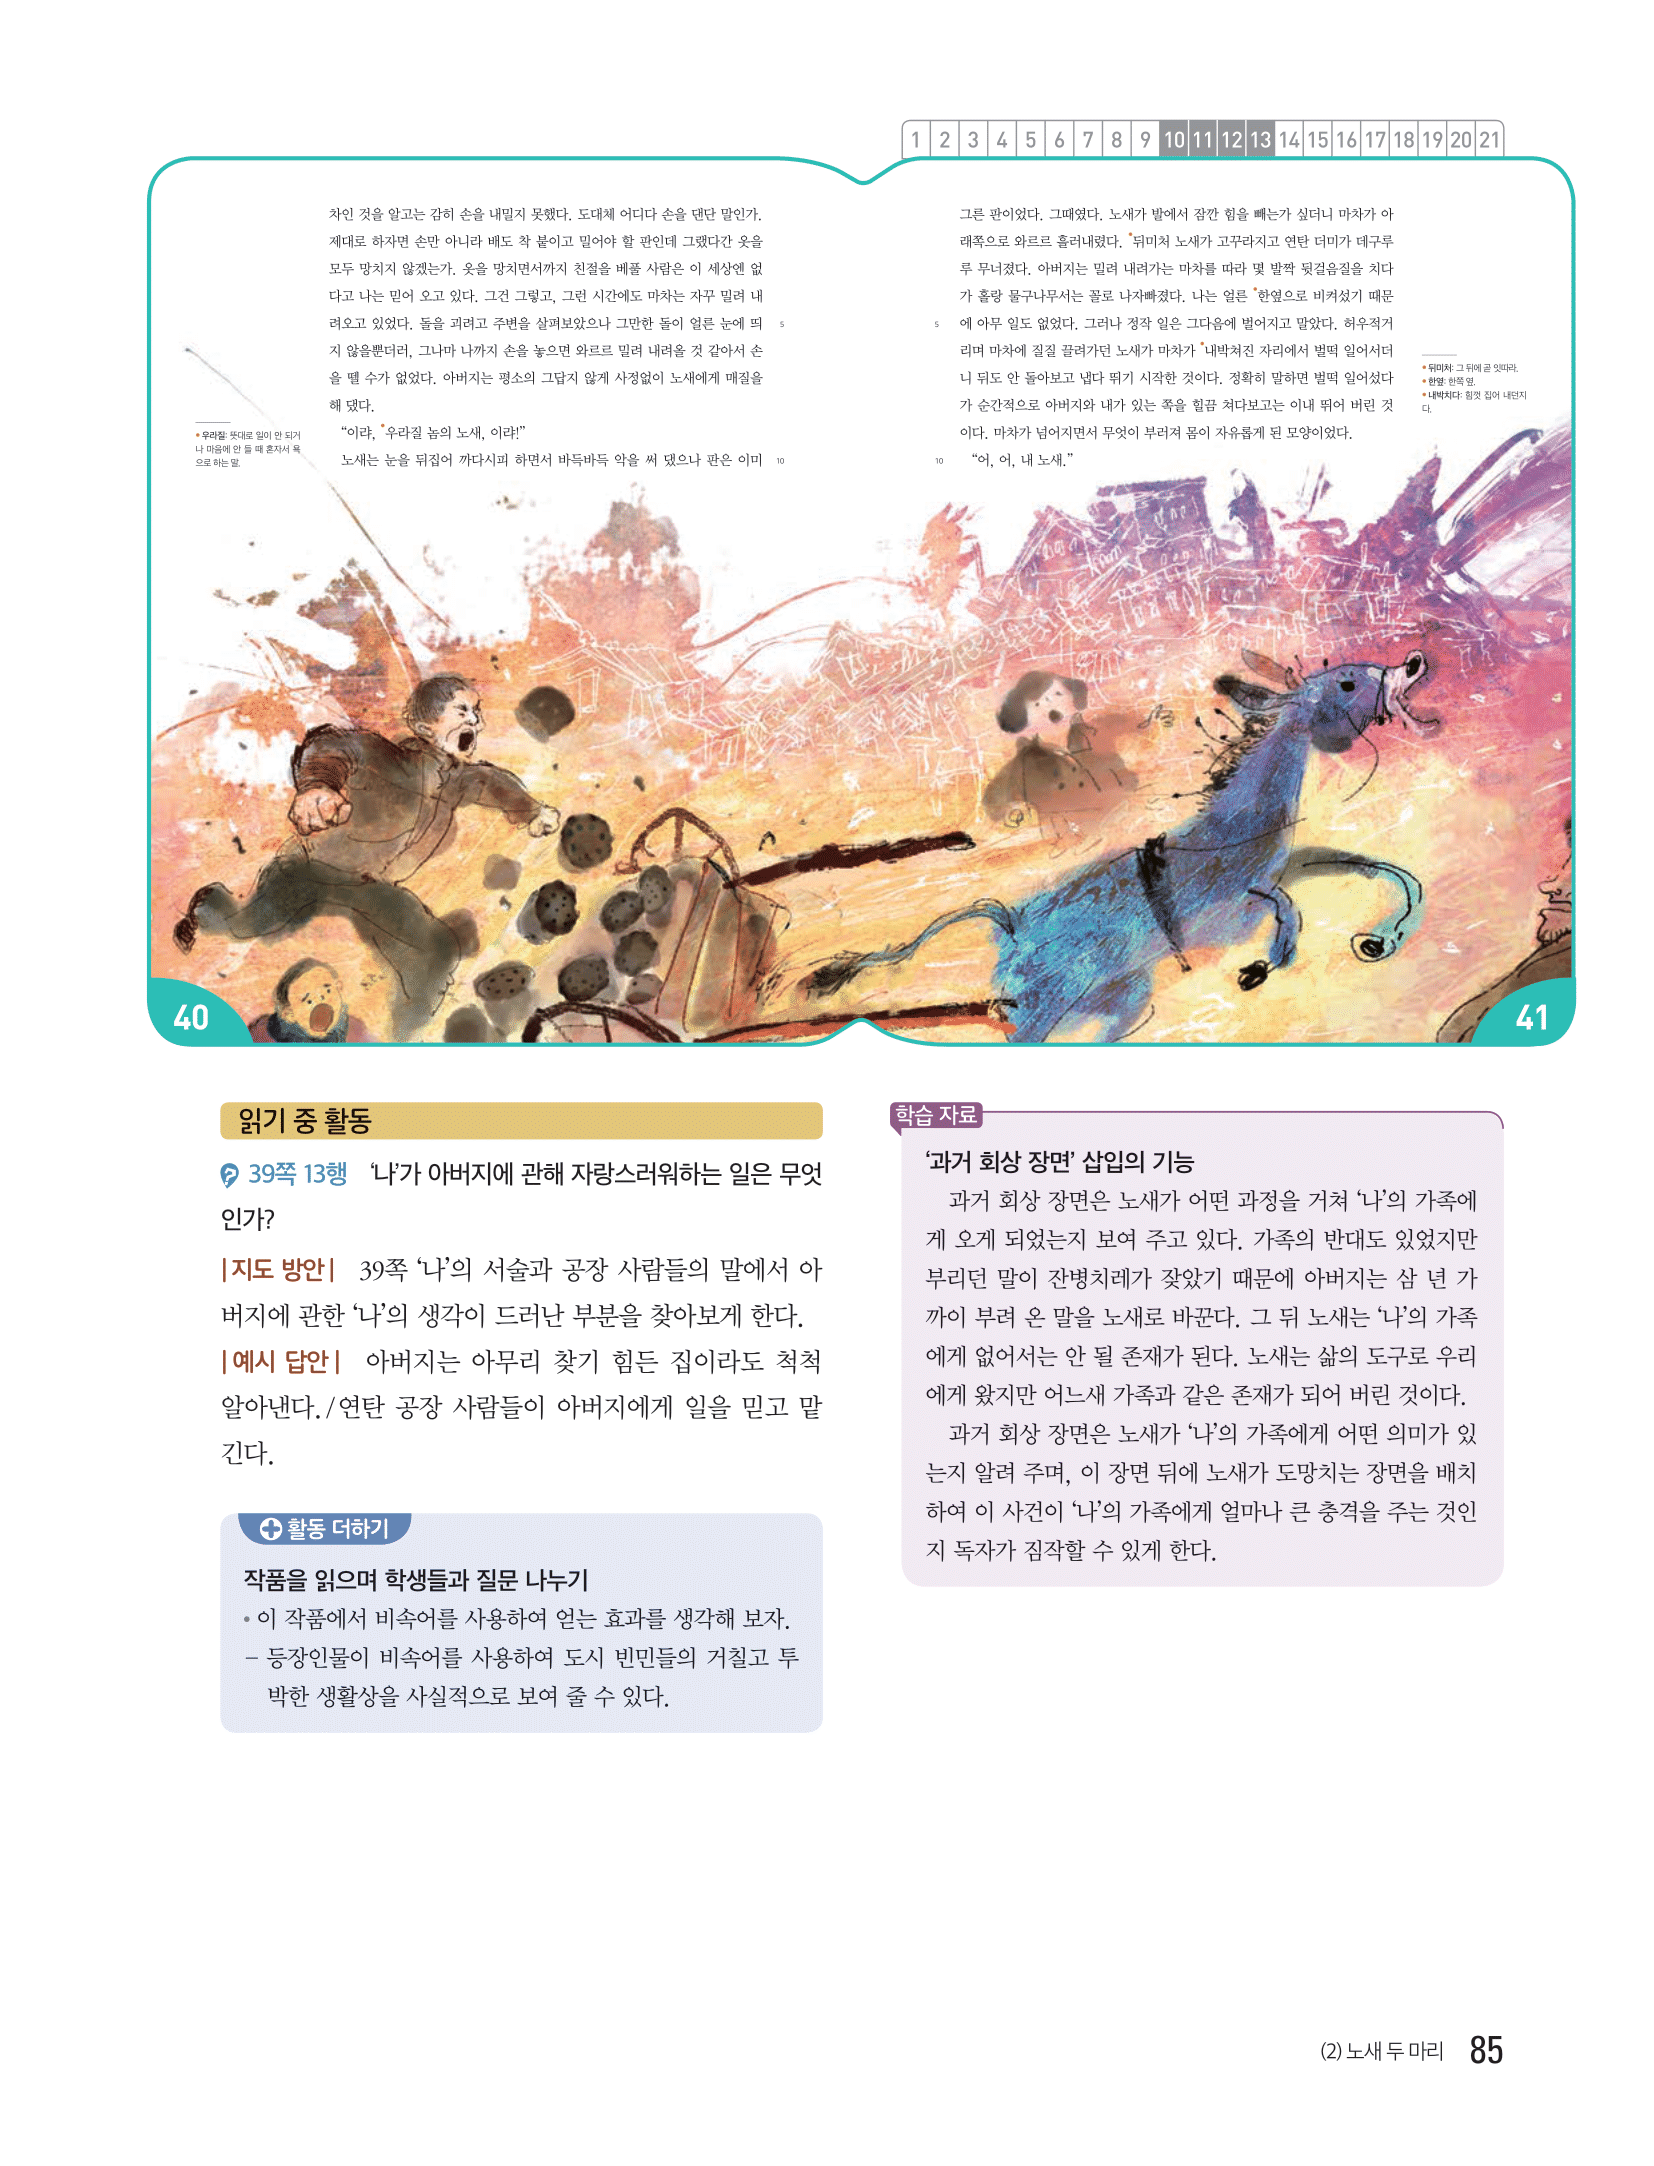 1 2 3 4 5 6 7 8 9 10 11 12 13 14 15 16 17 18 19 20 21
차인 것을 알고는 감히 손을 내밀지 못했다. 도대체 어디다 손을 댄단 말인가.
제대로 하자면 손만 아니라 배도 착 붙이고 밀어야 할 판인데 그랬다간 옷을
모두 망치지 않겠는가. 옷을 망치면서까지 친절을 베풀 사람은 이 세상엔 없
다고 나는 믿어 오고 있다. 그건 그렇고, 그런 시간에도 마차는 자꾸 밀려 내
려오고 있었다. 돌을 괴려고 주변을 살펴보았으나 그만한 돌이 얼른 눈에 띄
5
지 않을뿐더러, 그나마 나까지 손을 놓으면 와르르 밀려 내려올 것 같아서 손
을 뗄 수가 없었다. 아버지는 평소의 그답지 않게 사정없이 노새에게 매질을
해 댔다.
“이랴, •우라질 놈의 노새, 이랴!”
노새는 눈을 뒤집어 까다시피 하면서 바득바득 악을 써 댔으나 판은 이미
10
• 우라질: 뜻대로 일이 안 되거
나 마음에 안 들 때 혼자서 욕
으로 하는 말.
그른 판이었다. 그때였다. 노새가 발에서 잠깐 힘을 빼는가 싶더니 마차가 아
래쪽으로 와르르 흘러내렸다. •뒤미처 노새가 고꾸라지고 연탄 더미가 데구루
루 무너졌다. 아버지는 밀려 내려가는 마차를 따라 몇 발짝 뒷걸음질을 치다
가 홀랑 물구나무서는 꼴로 나자빠졌다. 나는 얼른 •한옆으로 비켜섰기 때문
5
에 아무 일도 없었다. 그러나 정작 일은 그다음에 벌어지고 말았다. 허우적거
리며 마차에 질질 끌려가던 노새가 마차가 •내박쳐진 자리에서 벌떡 일어서더
니 뒤도 안 돌아보고 냅다 뛰기 시작한 것이다. 정확히 말하면 벌떡 일어섰다
가 순간적으로 아버지와 내가 있는 쪽을 힐끔 쳐다보고는 이내 뛰어 버린 것
이다. 마차가 넘어지면서 무엇이 부러져 몸이 자유롭게 된 모양이었다.
10
“어, 어, 내 노새.”
• 뒤미처: 그 뒤에 곧 잇따라.
• 한옆: 한쪽 옆.
• 내박치다: 힘껏 집어 내던지
다.
40
41
읽기 중 활동
? 39쪽 13행 ‘나’가 아버지에 관해 자랑스러워하는 일은 무엇
인가?
|지도 방안| 39쪽 ‘나’의 서술과 공장 사람들의 말에서 아
버지에 관한 ‘나’의 생각이 드러난 부분을 찾아보게 한다.
|예시 답안| 아버지는 아무리 찾기 힘든 집이라도 척척
알아낸다./연탄 공장 사람들이 아버지에게 일을 믿고 맡
긴다.
활동 더하기
작품을 읽으며 학생들과 질문 나누기
• 이 작품에서 비속어를 사용하여 얻는 효과를 생각해 보자.
– 등장인물이 비속어를 사용하여 도시 빈민들의 거칠고 투
박한 생활상을 사실적으로 보여 줄 수 있다.
학습 자료
‘과거 회상 장면’ 삽입의 기능
과거 회상 장면은 노새가 어떤 과정을 거쳐 ‘나’의 가족에
게 오게 되었는지 보여 주고 있다. 가족의 반대도 있었지만
부리던 말이 잔병치레가 잦았기 때문에 아버지는 삼 년 가
까이 부려 온 말을 노새로 바꾼다. 그 뒤 노새는 ‘나’의 가족
에게 없어서는 안 될 존재가 된다. 노새는 삶의 도구로 우리
에게 왔지만 어느새 가족과 같은 존재가 되어 버린 것이다.
과거 회상 장면은 노새가 ‘나’의 가족에게 어떤 의미가 있
는지 알려 주며, 이 장면 뒤에 노새가 도망치는 장면을 배치
하여 이 사건이 ‘나’의 가족에게 얼마나 큰 충격을 주는 것인
지 독자가 짐작할 수 있게 한다.
(2) 노새 두 마리 85